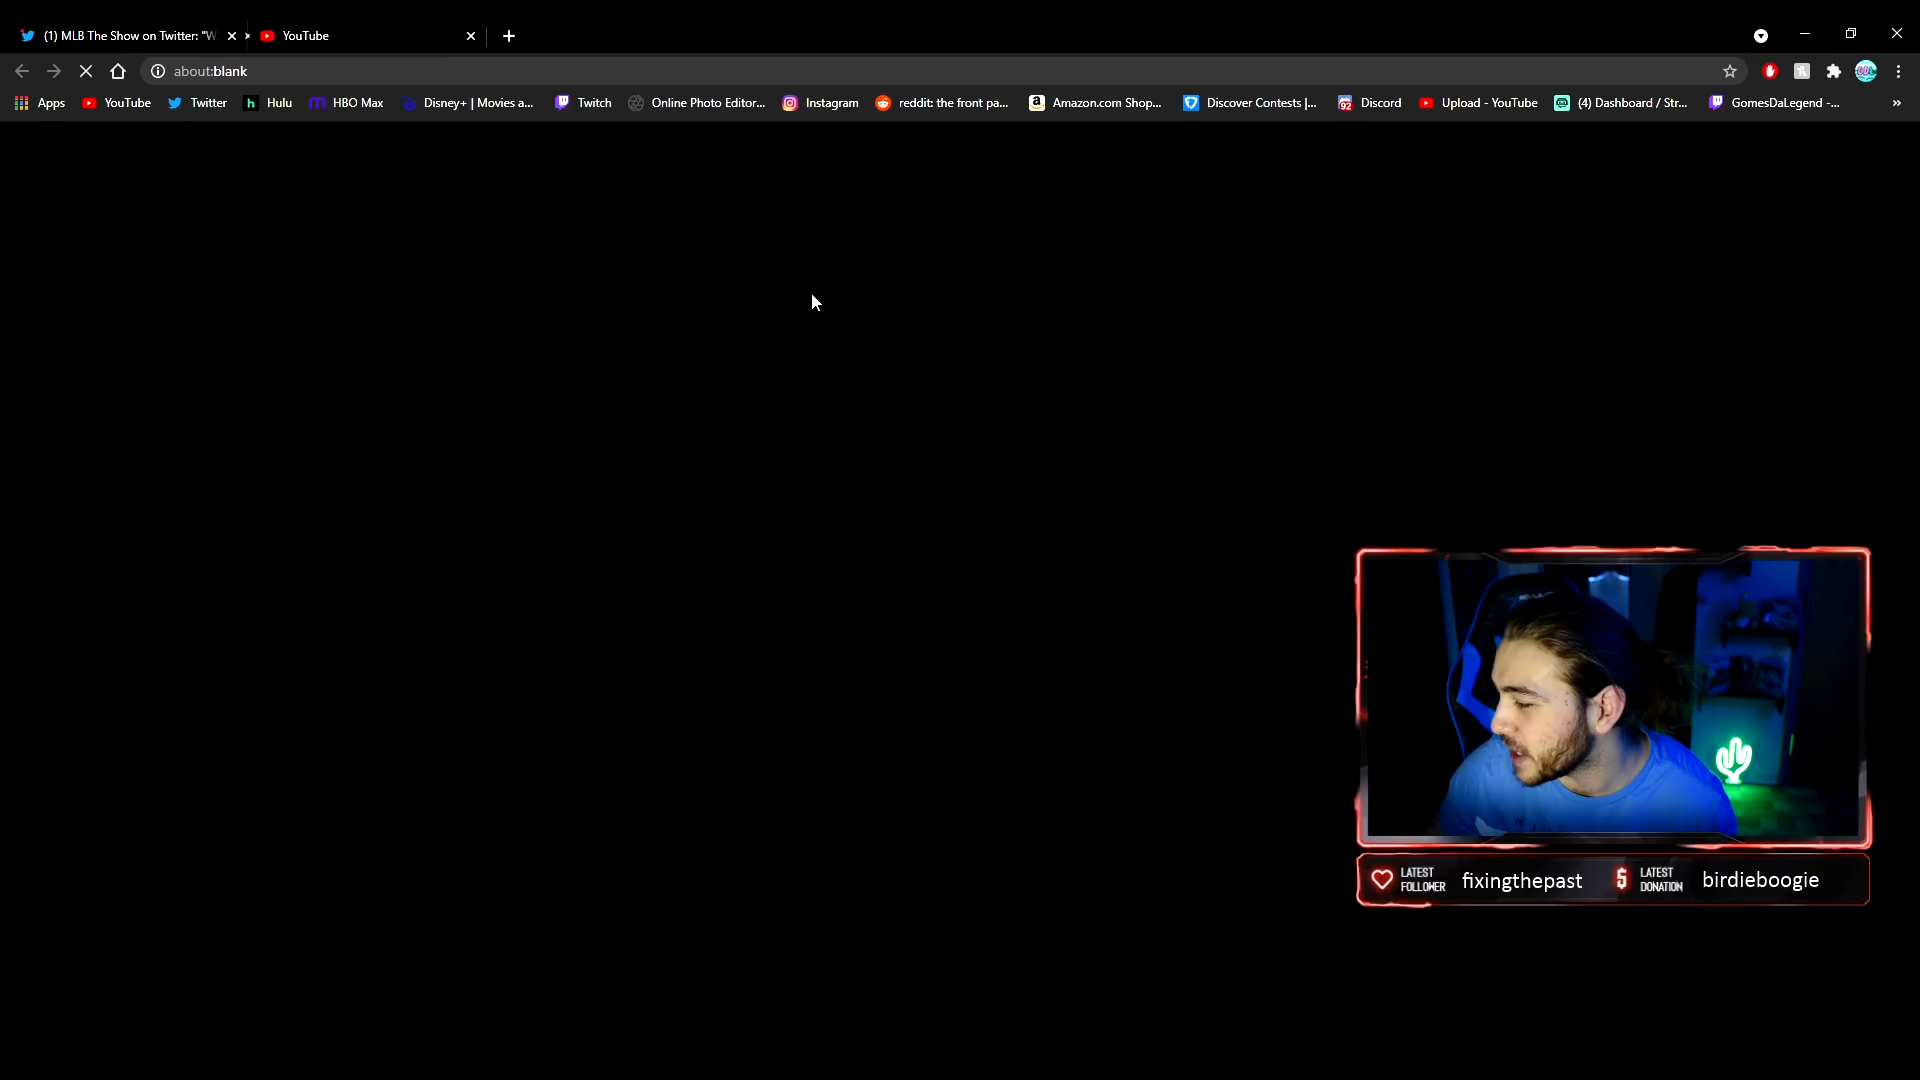 (1) MLB The Show on Twitter: "W
YouTube
about:blank
Apps YouTube Twitter Hulu HBO Max Disney+ | Movies a... Twitch Online Photo Editor... Instagram reddit: the front pa... Amazon.com Shop... Discover Contests |... Discord Upload - YouTube (4) Dashboard / Str... GomesDaLegend -...
92
LATEST FOLLOWER fixingthepast LATEST DONATION birdieboogie